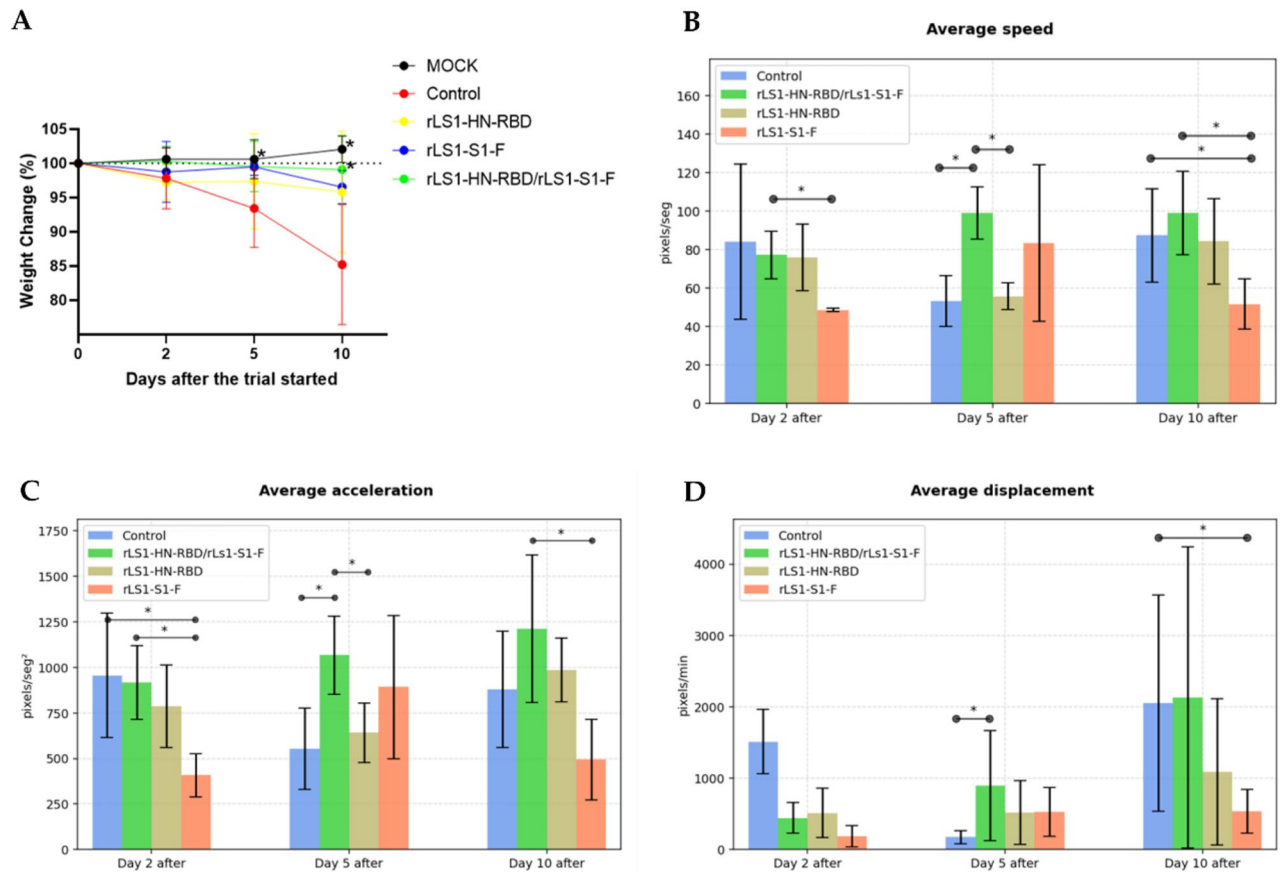 A
MOCK
Control
rLS1-HN-RBD
rLS1-S1-F
rLS1-HN-RBD/rLS1-S1-F
Weight Change (%)
105
100
95
90
85
80
*
*
*
0
2
5
10
Days after the trial started
B
Average speed
Control
rLS1-HN-RBD/rLs1-S1-F
rLS1-HN-RBD
rLS1-S1-F
pixels/seg
160
140
120
100
80
60
40
20
0
*
*
*
*
*
Day 2 after
Day 5 after
Day 10 after
C
Average acceleration
Control
rLS1-HN-RBD/rLs1-S1-F
rLS1-HN-RBD
rLS1-S1-F
pixels/seg²
1750
1500
1250
1000
750
500
250
0
*
*
*
*
*
Day 2 after
Day 5 after
Day 10 after
D
Average displacement
Control
rLS1-HN-RBD/rLs1-S1-F
rLS1-HN-RBD
rLS1-S1-F
pixels/min
4000
3000
2000
1000
0
*
*
Day 2 after
Day 5 after
Day 10 after